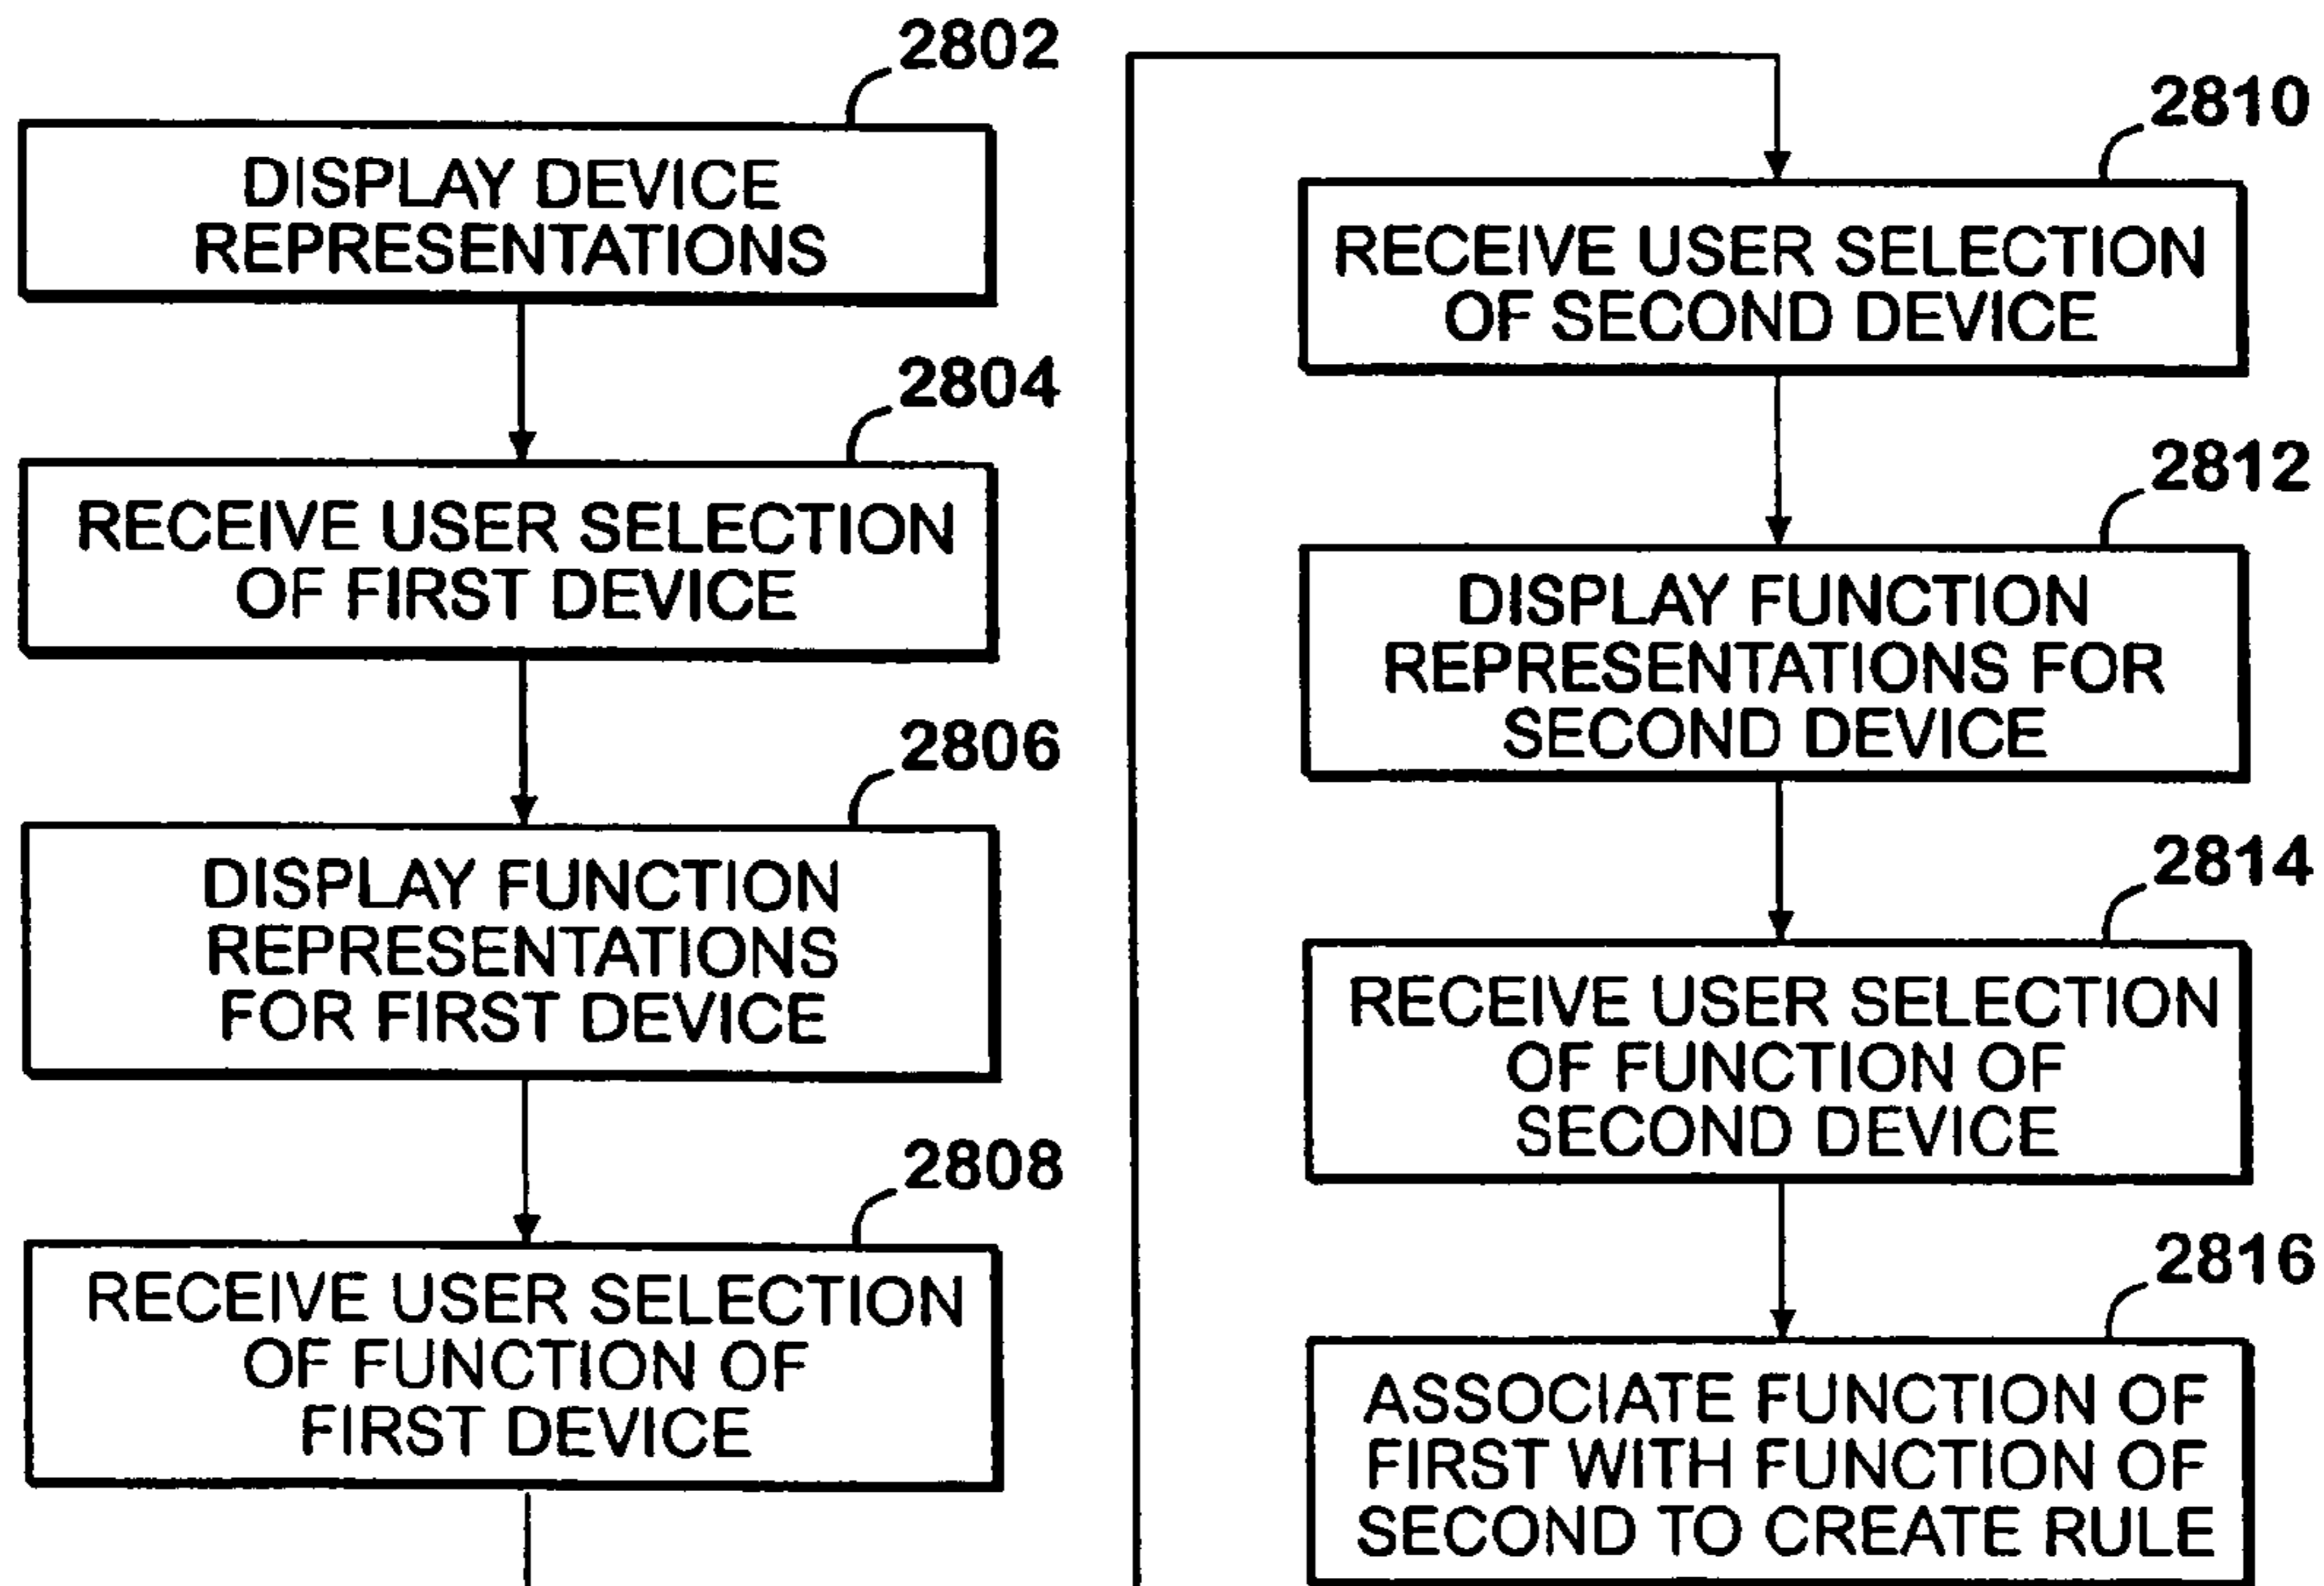 2802
DISPLAY DEVICE
REPRESENTATIONS
2804
RECEIVE USER SELECTION
OF FIRST DEVICE
2806
DISPLAY FUNCTION
REPRESENTATIONS
FOR FIRST DEVICE
2808
RECEIVE USER SELECTION
OF FUNCTION OF
FIRST DEVICE
2810
RECEIVE USER SELECTION
OF SECOND DEVICE
2812
DISPLAY FUNCTION
REPRESENTATIONS FOR
SECOND DEVICE
2814
RECEIVE USER SELECTION
OF FUNCTION OF
SECOND DEVICE
2816
ASSOCIATE FUNCTION OF
FIRST WITH FUNCTION OF
SECOND TO CREATE RULE